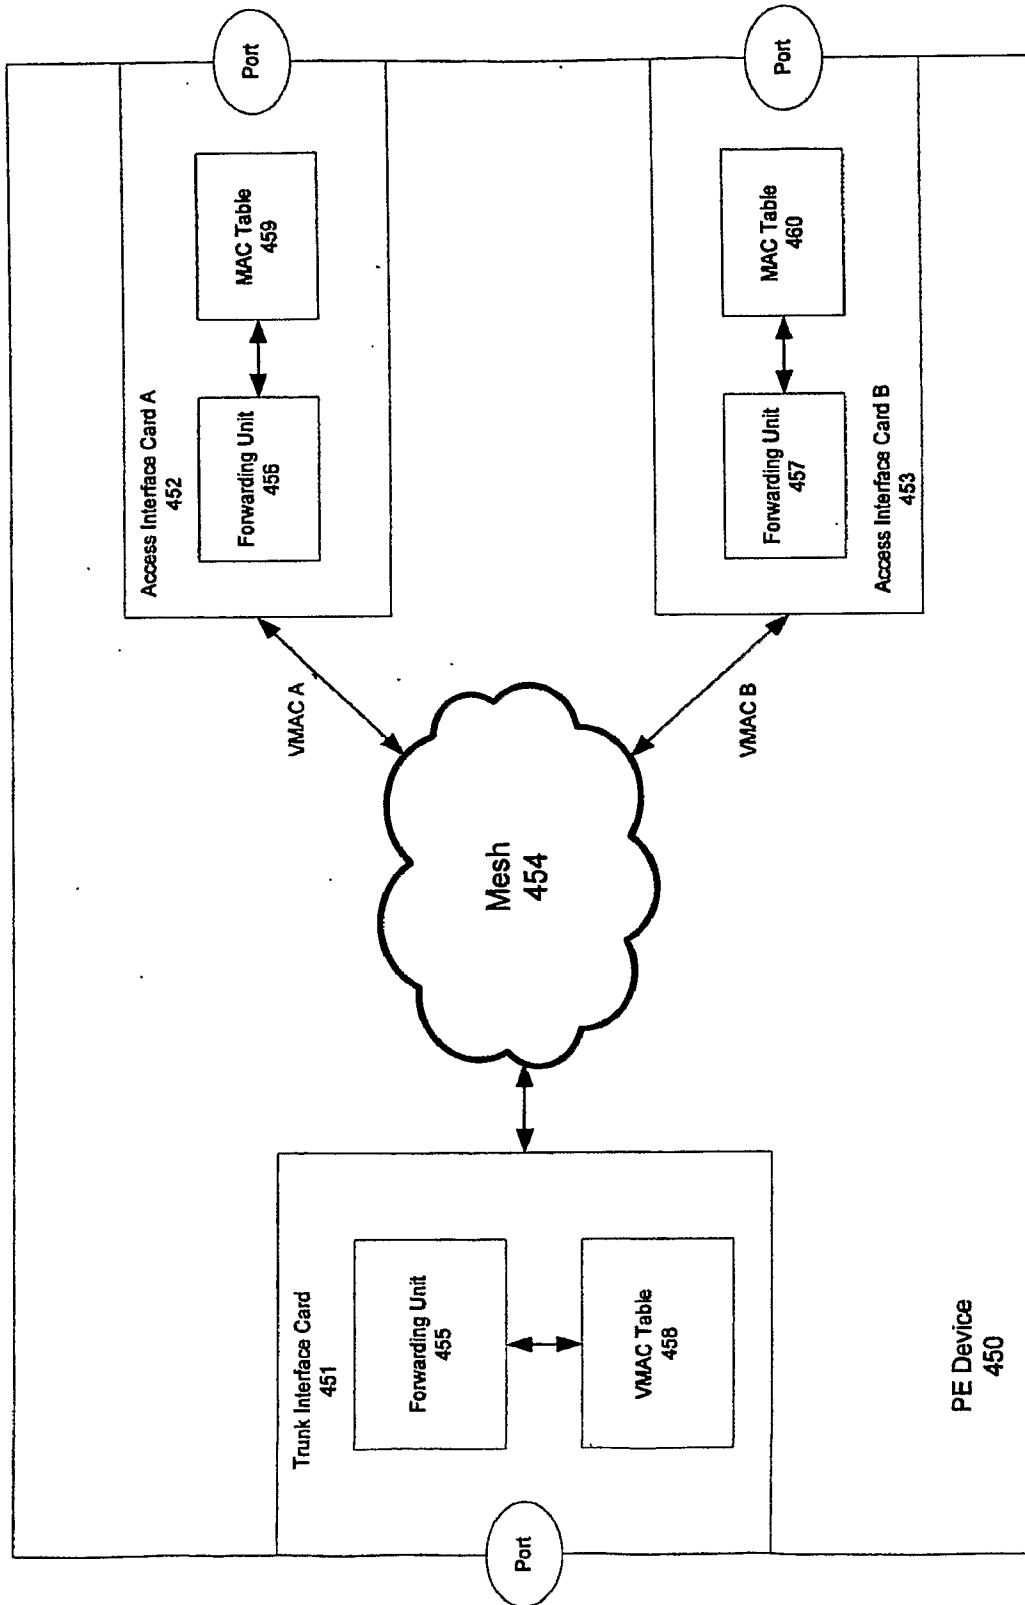 Port
Trunk Interface Card
451
Forwarding Unit
455
VMAC Table
458
PE Device
450
Mesh
454
VMAC A
VMAC B
Access Interface Card A
452
Forwarding Unit
456
MAC Table
459
Port
Forwarding Unit
457
MAC Table
460
Access Interface Card B
453
Port